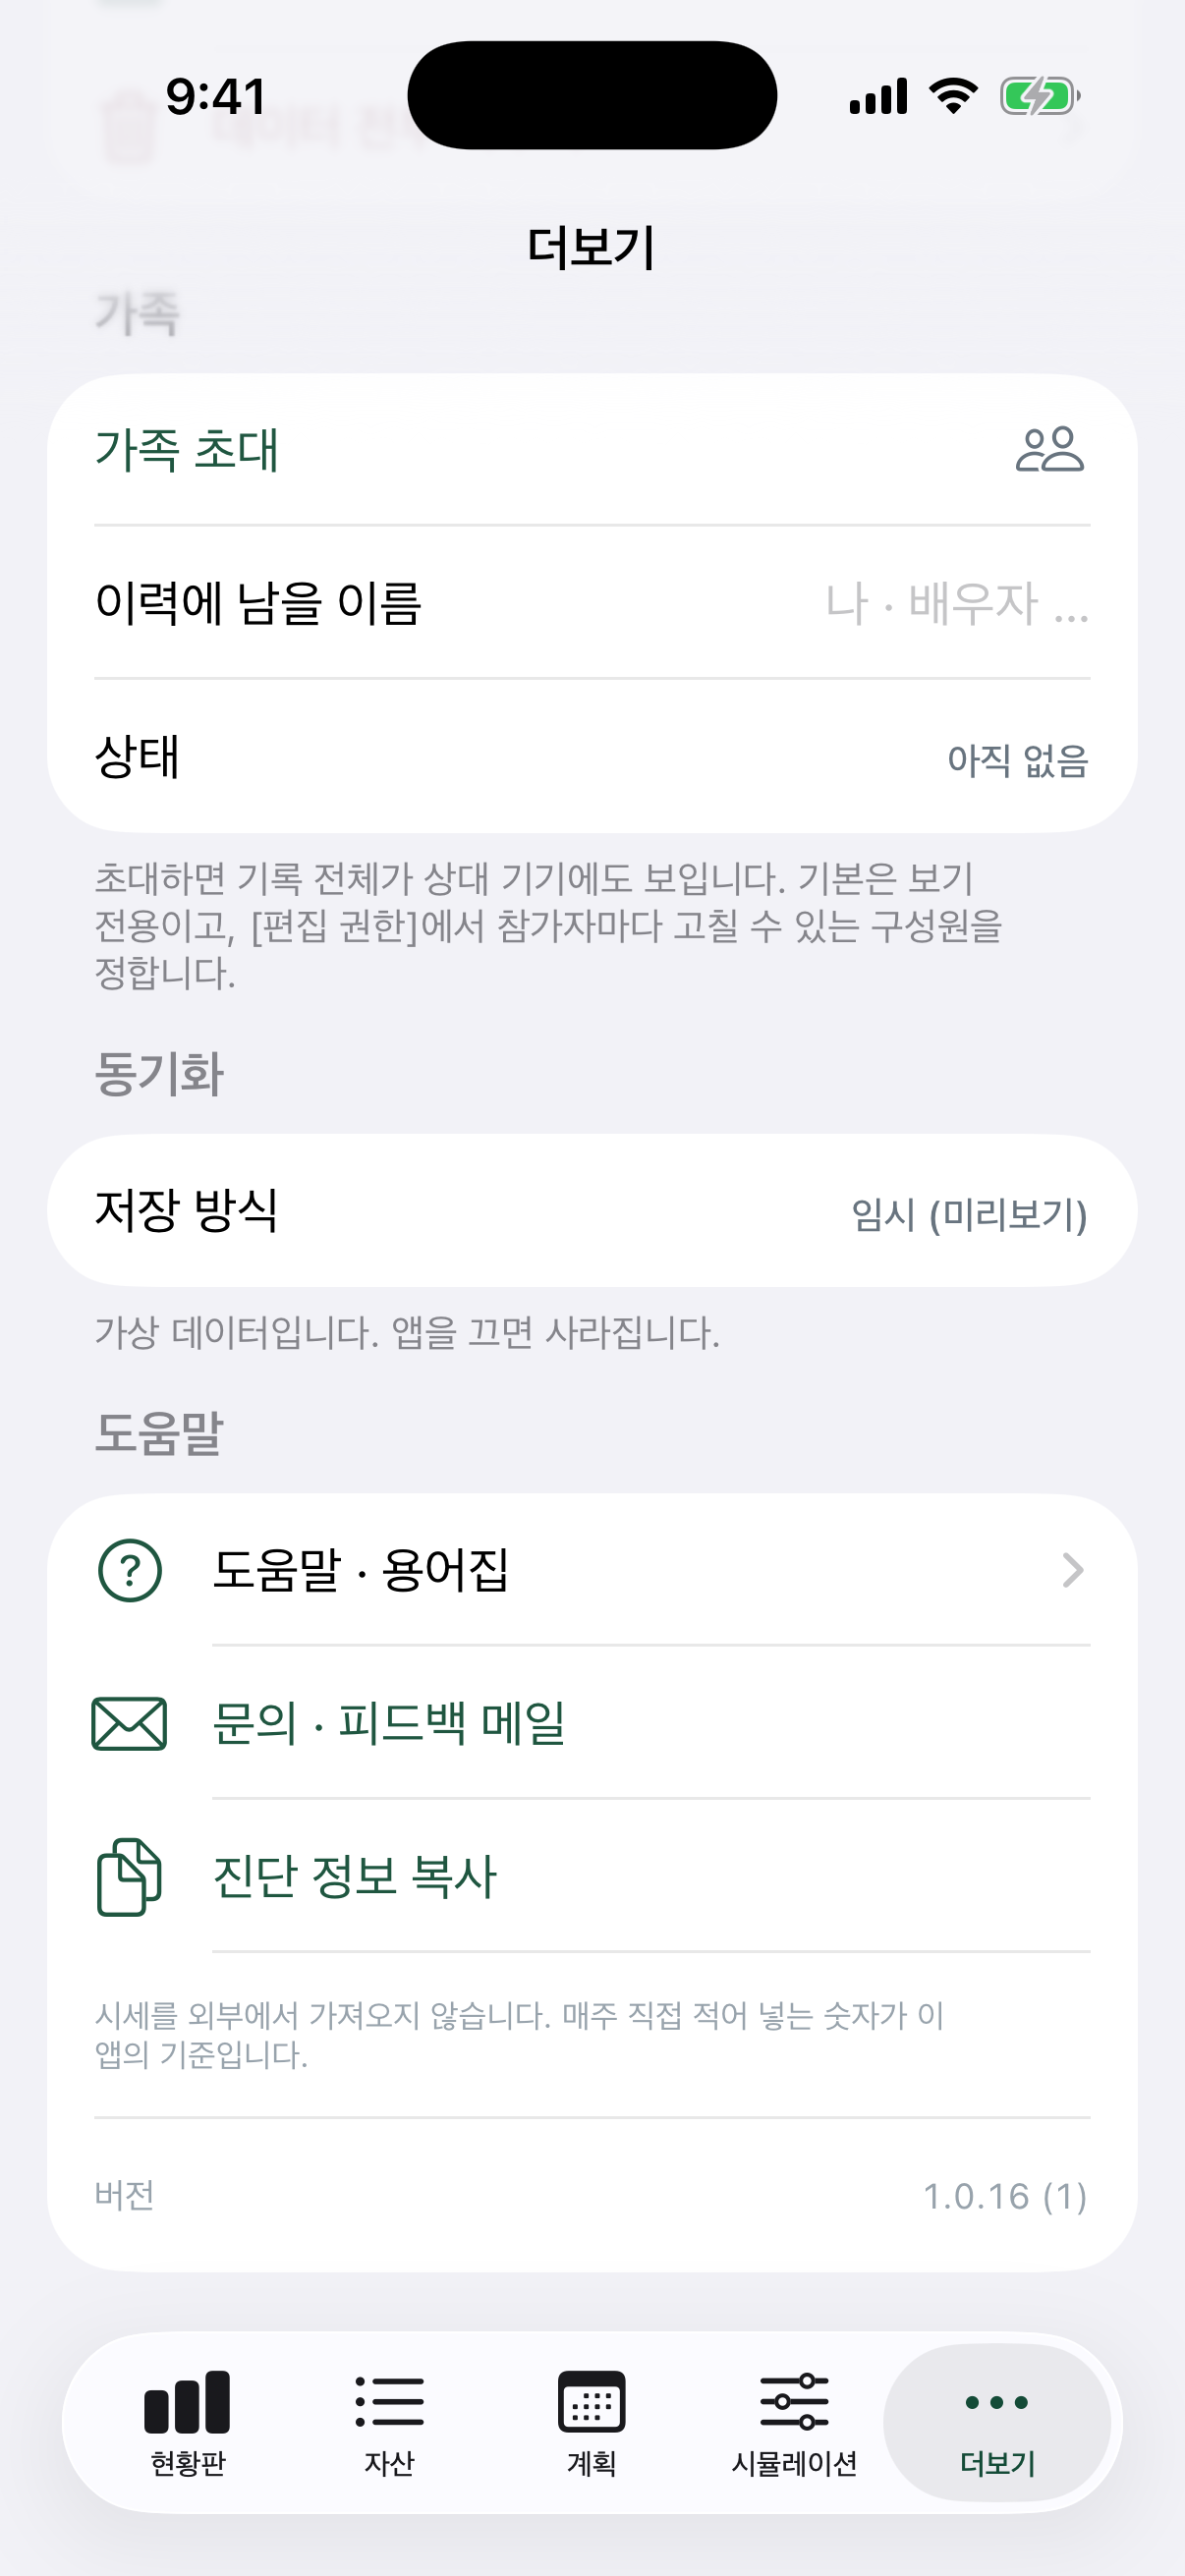 9:41
더보기
가족
가족 초대
이력에 남을 이름
나 · 배우자 ...
상태
아직 없음
초대하면 기록 전체가 상대 기기에도 보입니다. 기본은 보기
전용이고, [편집 권한]에서 참가자마다 고칠 수 있는 구성원을
정합니다.
동기화
저장 방식
임시 (미리보기)
가상 데이터입니다. 앱을 끄면 사라집니다.
도움말
도움말 · 용어집
문의 · 피드백 메일
진단 정보 복사
시세를 외부에서 가져오지 않습니다. 매주 직접 적어 넣는 숫자가 이
앱의 기준입니다.
버전
1.0.16 (1)
현황판
자산
계획
시뮬레이션
더보기